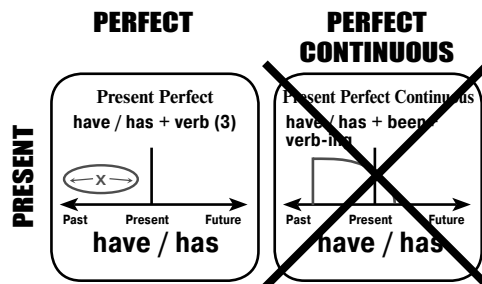 PERFECT
PERFECT
CONTINUOUS
PRESENT
Present Perfect
have / has + verb (3)
X
Past Present Future
have / has
Present Perfect Continuous
have / has + been +
verb-ing
Past Present Future
have / has